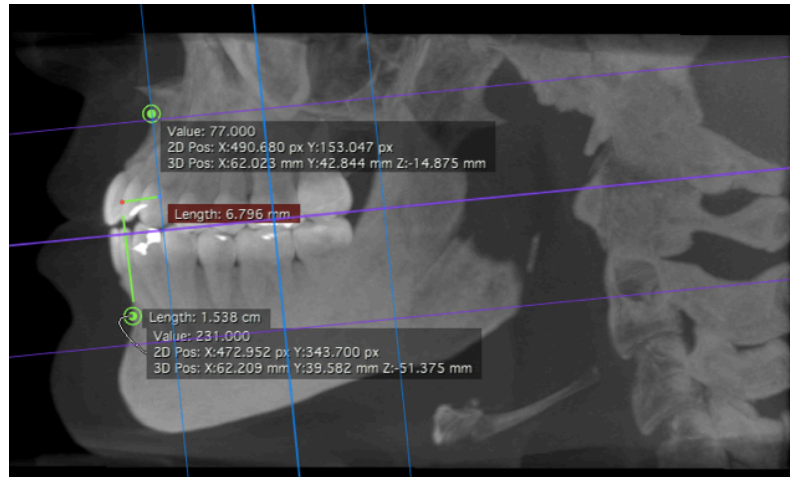 Value: 77.000
2D Pos: X:490.680 px Y:153.047 px
3D Pos: X:62.023 mm Y:42.844 mm Z:-14.875 mm
Length: 6.796 mm
Length: 1.538 cm
Value: 231.000
2D Pos: X:472.952 px Y:343.700 px
3D Pos: X:62.209 mm Y:39.582 mm Z:-51.375 mm